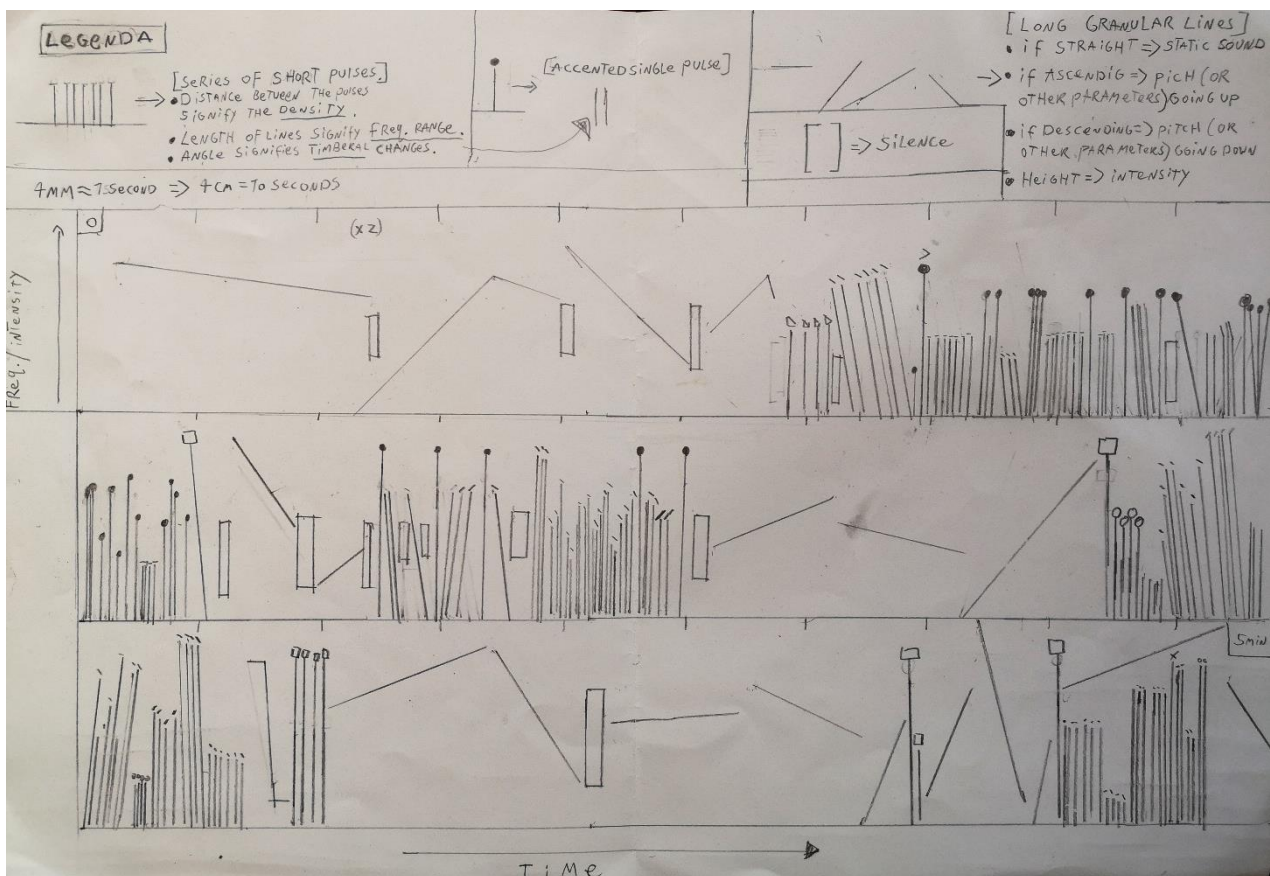 LEGENDA
[SERIES OF SHORT PULSES.]
• DISTANCE BETWEEN THE PULSES
SIGNIFY THE DENSITY.
• LENGTH OF LINES SIGNIFY FREQ. RANGE.
• ANGLE SIGNIFIES TIMBERAL CHANGES.
4MM ≈ 1 SECOND => 4 CM = 10 SECONDS
[ACCENTED SINGLE PULSE]
[ ] => SILENCE
[LONG GRANULAR LINES]
• if STRAIGHT => STATIC SOUND
• if ASCENDIG => PICH (OR
OTHER PARAMETERS) GOING UP
• if DESCENDING => PITCH (OR
OTHER PARAMETERS) GOING DOWN
• HEIGHT => INTENSITY
0
(x2)
>
FREQ. / INTENSITY
5 MIN
x
TIME